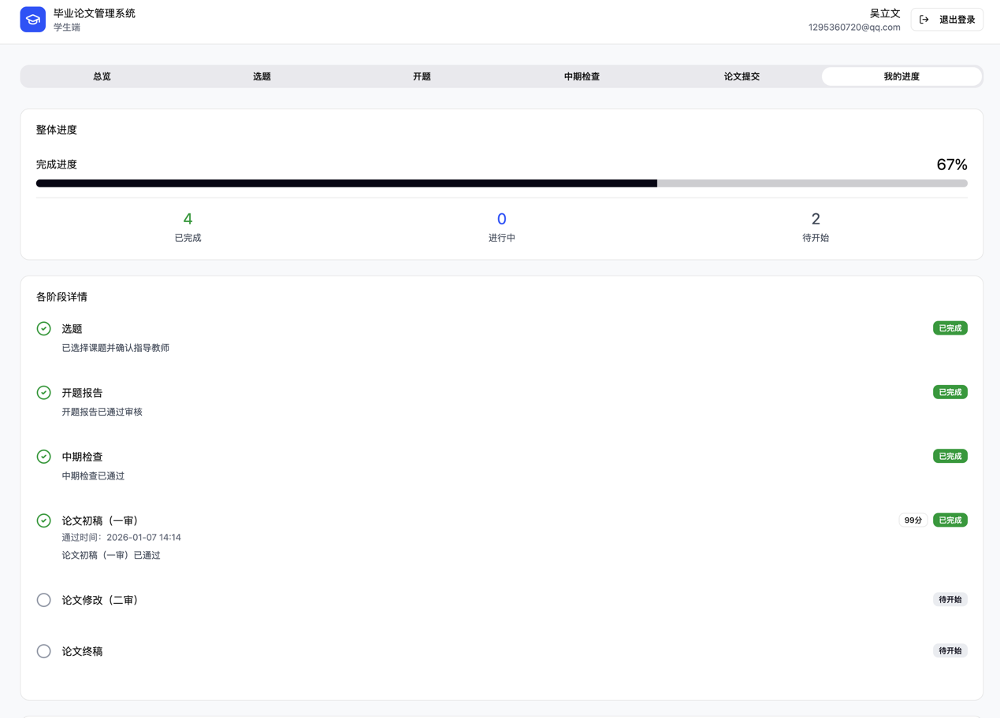 毕业论文管理系统
学生端
吴立文
1295360720@qq.com
退出登录
总览 选题 开题 中期检查 论文提交 我的进度
整体进度
完成进度 67%
4 0 2
已完成 进行中 待开始
各阶段详情
选题 已完成
已选择课题并确认指导教师
开题报告 已完成
开题报告已通过审核
中期检查 已完成
中期检查已通过
论文初稿（一审） 99分 已完成
通过时间：2026-01-07 14:14
论文初稿（一审）已通过
论文修改（二审） 待开始
论文终稿 待开始